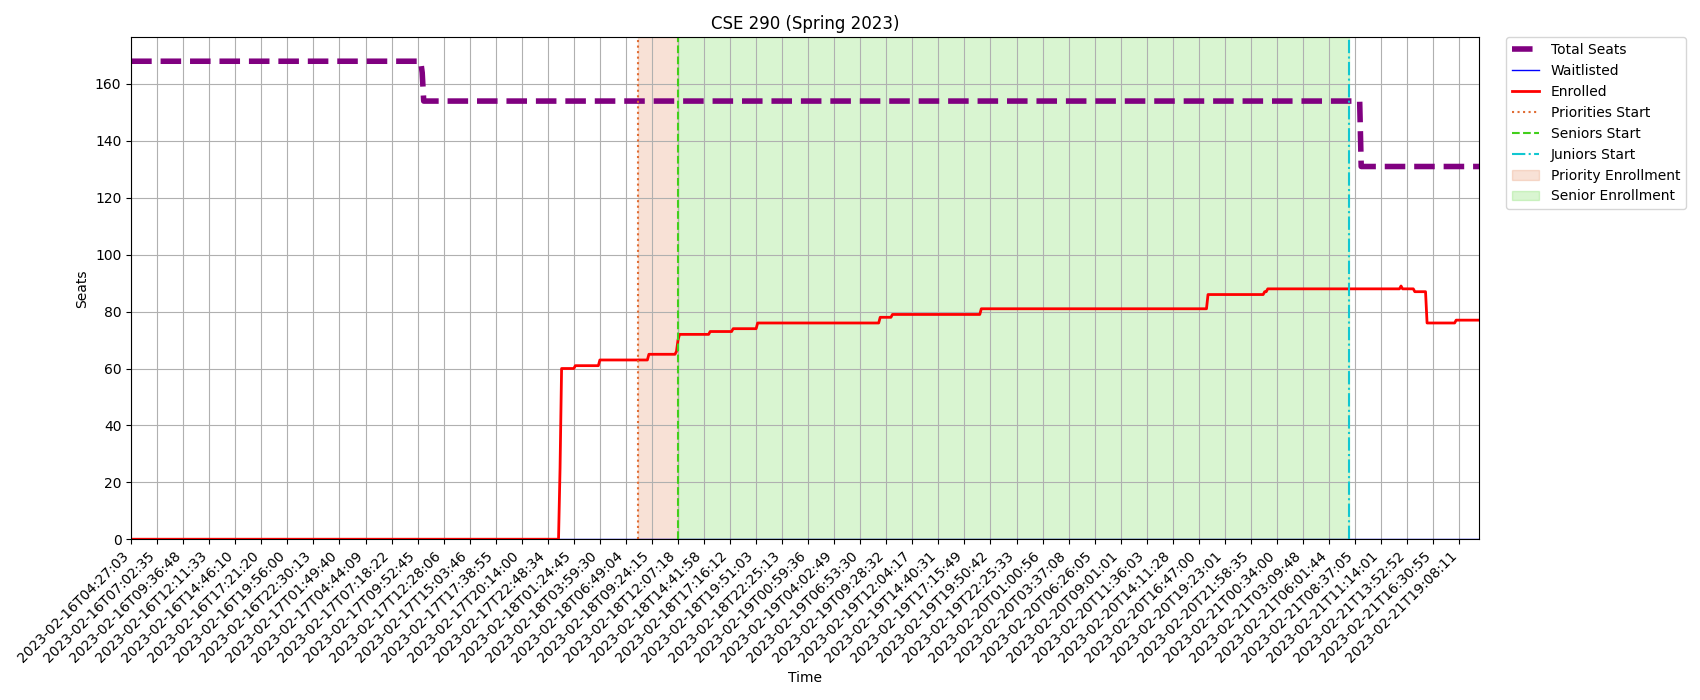 CSE 290 (Spring 2023)
Total Seats
Waitlisted
Enrolled
Priorities Start
Seniors Start
Juniors Start
Priority Enrollment
Senior Enrollment
Seats
160
140
120
100
80
60
40
20
0
2023-02-16T04:27:03
2023-02-16T07:02:35
2023-02-16T09:36:48
2023-02-16T12:11:33
2023-02-16T14:46:10
2023-02-16T17:21:20
2023-02-16T19:56:00
2023-02-16T22:30:13
2023-02-17T01:49:40
2023-02-17T04:44:09
2023-02-17T07:18:22
2023-02-17T09:52:45
2023-02-17T12:28:06
2023-02-17T15:03:46
2023-02-17T17:38:55
2023-02-17T20:14:00
2023-02-17T22:48:34
2023-02-18T01:24:45
2023-02-18T03:59:30
2023-02-18T06:49:04
2023-02-18T09:24:15
2023-02-18T12:07:18
2023-02-18T14:41:58
2023-02-18T17:16:12
2023-02-18T19:51:03
2023-02-18T22:25:13
2023-02-19T00:59:36
2023-02-19T04:02:49
2023-02-19T06:53:30
2023-02-19T09:28:32
2023-02-19T12:04:17
2023-02-19T14:40:31
2023-02-19T17:15:49
2023-02-19T19:50:42
2023-02-19T22:25:33
2023-02-20T01:00:56
2023-02-20T03:37:08
2023-02-20T06:26:05
2023-02-20T09:01:01
2023-02-20T11:36:03
2023-02-20T14:11:28
2023-02-20T16:47:00
2023-02-20T19:23:01
2023-02-20T21:58:35
2023-02-21T00:34:00
2023-02-21T03:09:48
2023-02-21T06:01:44
2023-02-21T08:37:05
2023-02-21T11:14:01
2023-02-21T13:52:52
2023-02-21T16:30:55
2023-02-21T19:08:11
Time